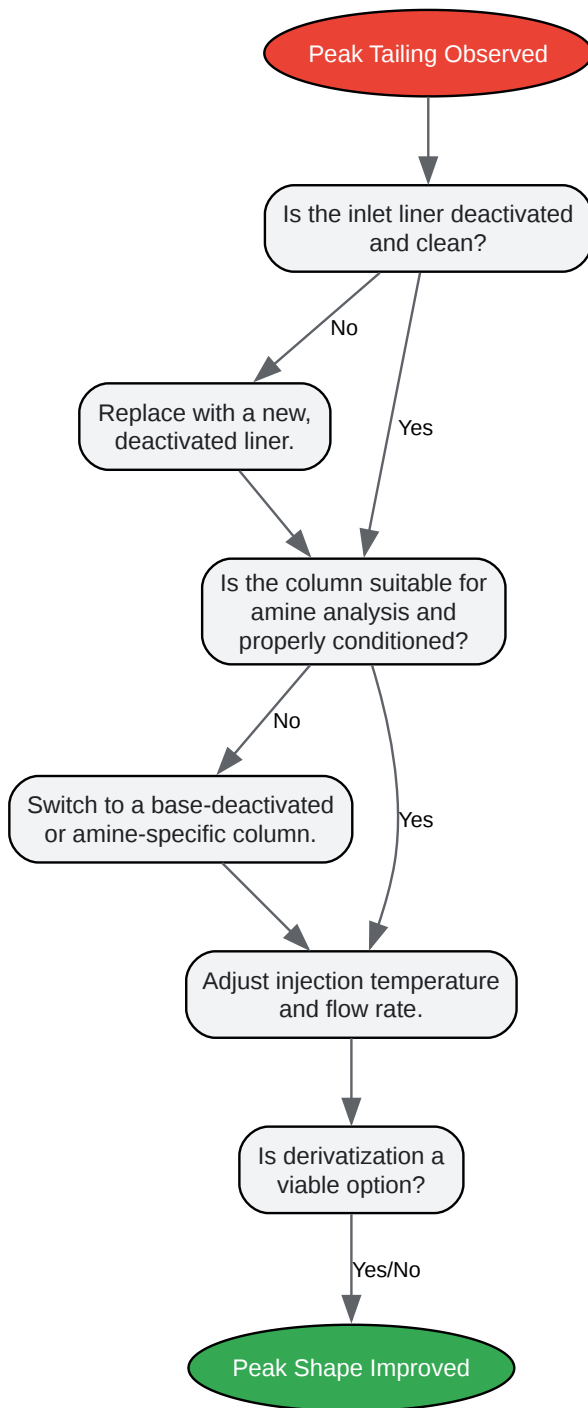 Peak Tailing Observed
Is the inlet liner deactivated
and clean?
No
Yes
Replace with a new,
deactivated liner.
Is the column suitable for
amine analysis and
properly conditioned?
No
Yes
Switch to a base-deactivated
or amine-specific column.
Adjust injection temperature
and flow rate.
Is derivatization a
viable option?
Yes/No
Peak Shape Improved